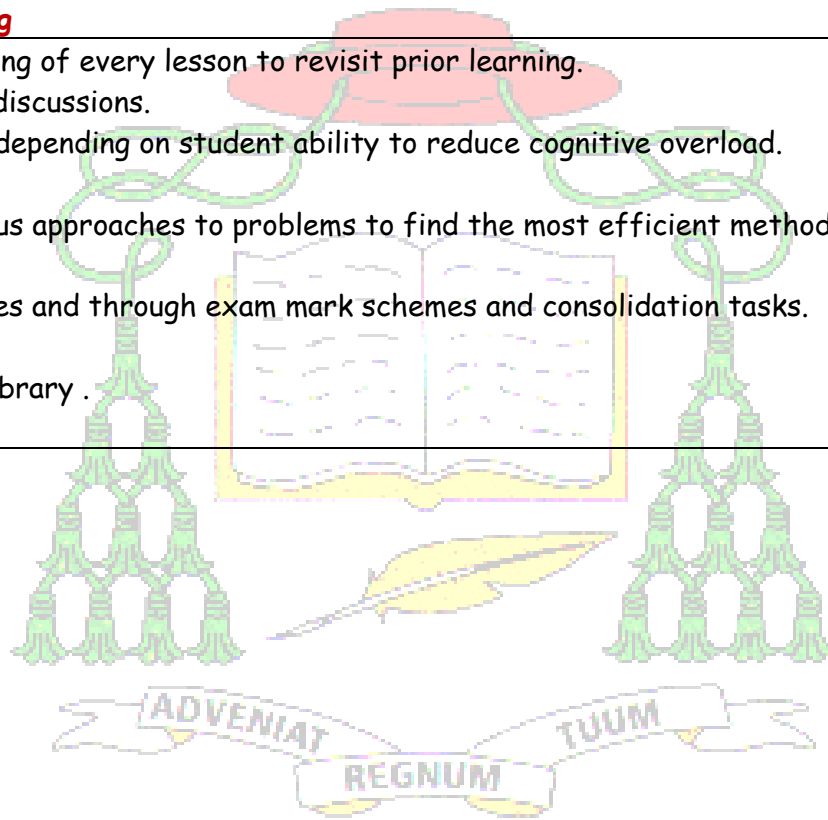 g
ng of every lesson to revisit prior learning.
discussions.
depending on student ability to reduce cognitive overload.
us approaches to problems to find the most efficient method
es and through exam mark schemes and consolidation tasks.
brary .
ADVENIAT
REGNUM
TUUM